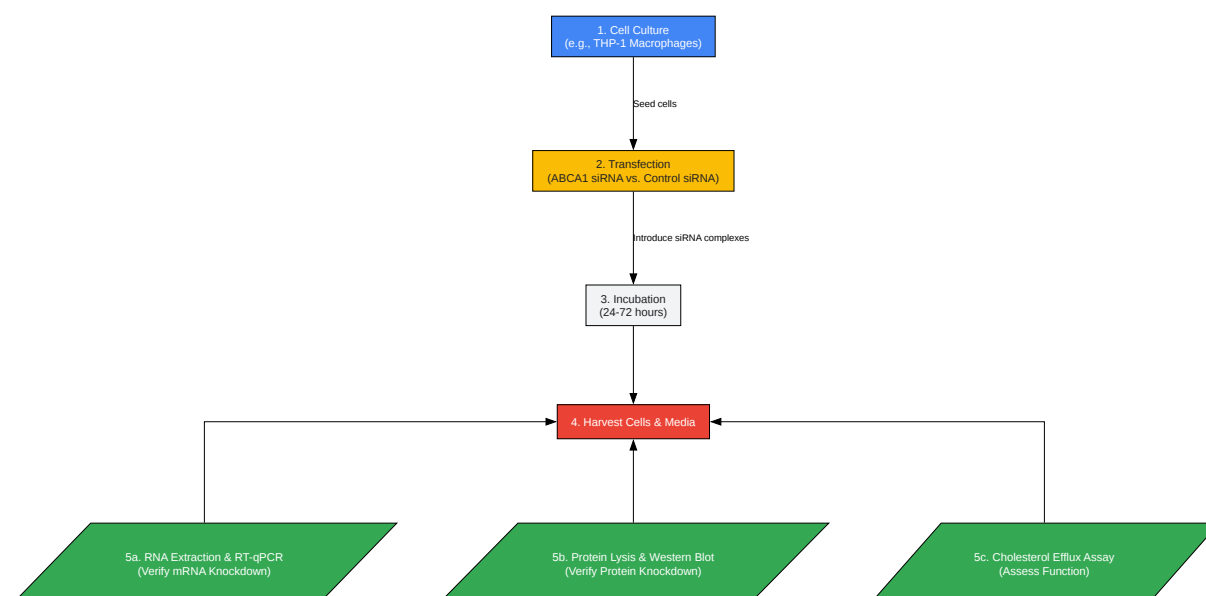 1. Cell Culture
(e.g., THP-1 Macrophages)
Seed cells
2. Transfection
(ABCA1 siRNA vs. Control siRNA)
Introduce siRNA complexes
3. Incubation
(24-72 hours)
4. Harvest Cells & Media
5a. RNA Extraction & RT-qPCR
(Verify mRNA Knockdown)
5b. Protein Lysis & Western Blot
(Verify Protein Knockdown)
5c. Cholesterol Efflux Assay
(Assess Function)